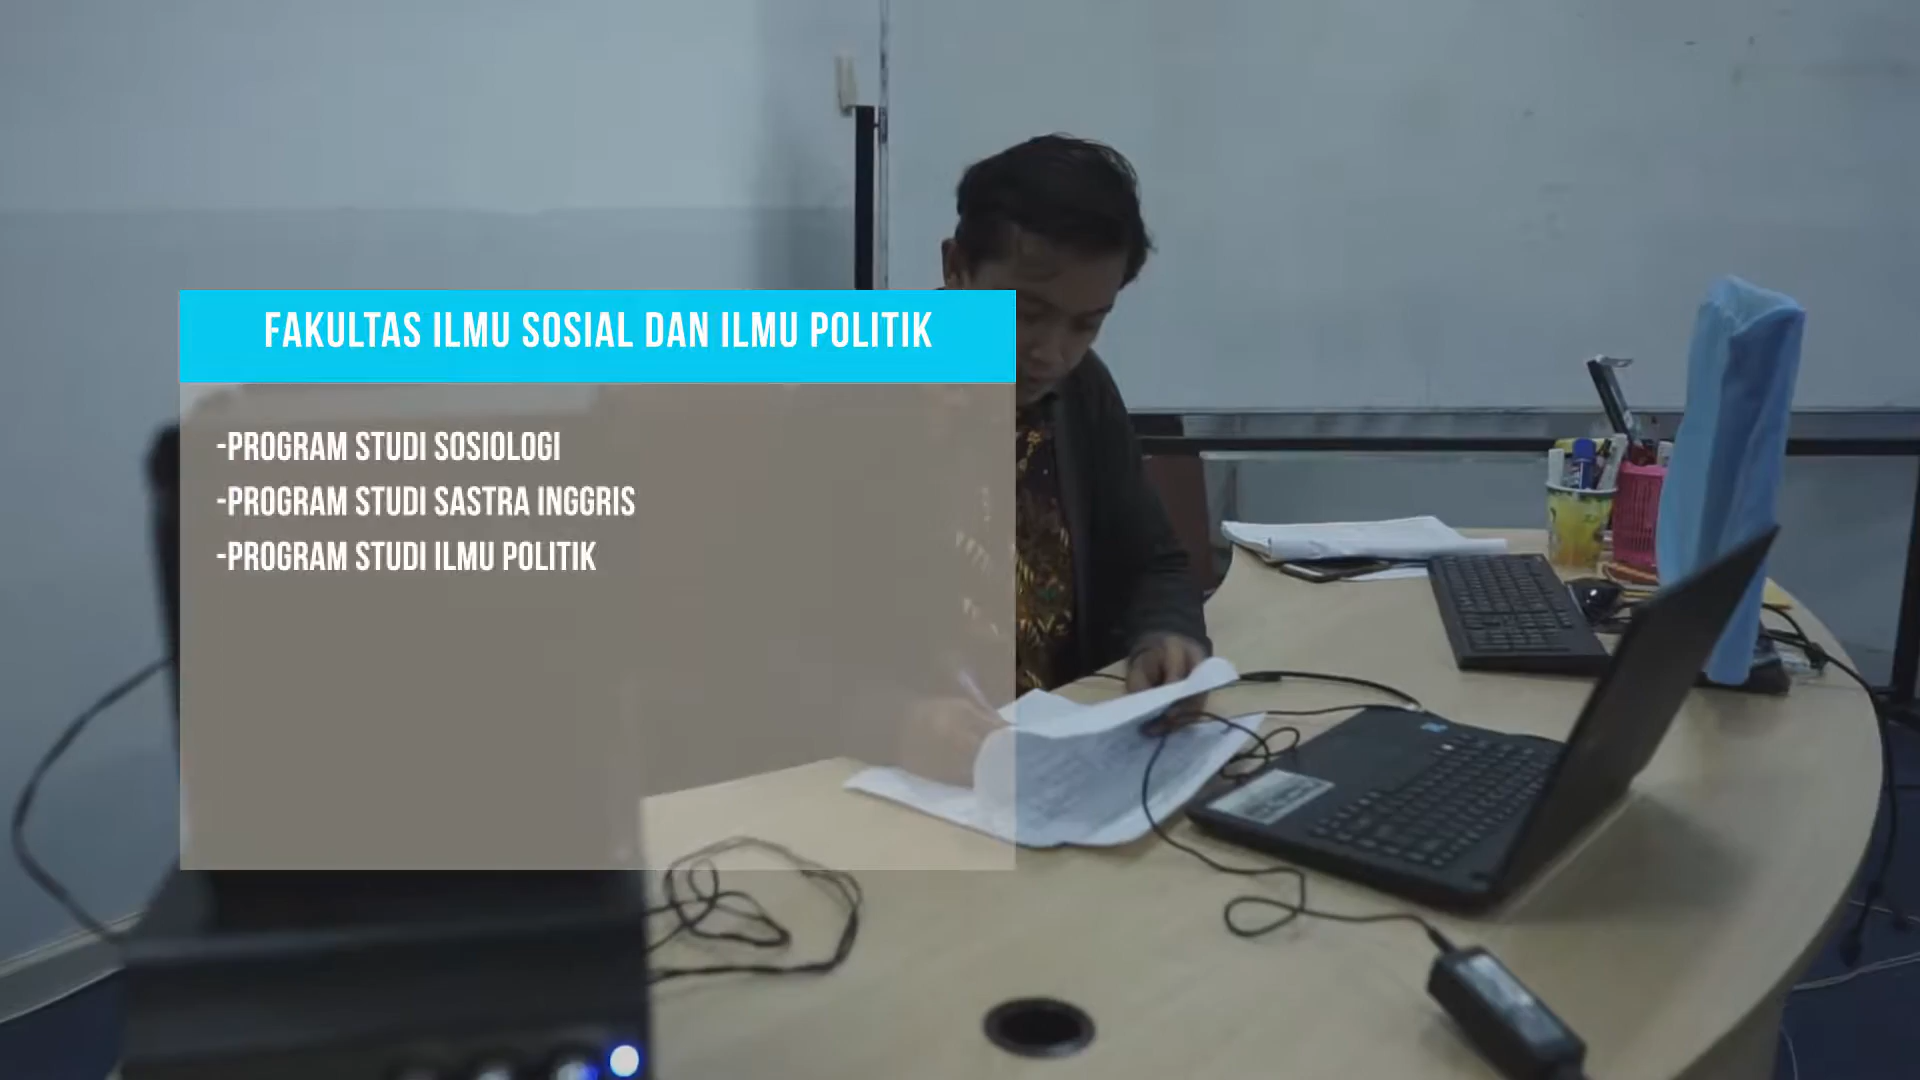 FAKULTAS ILMU SOSIAL DAN ILMU POLITIK
-PROGRAM STUDI SOSIOLOGI
-PROGRAM STUDI SASTRA INGGRIS
-PROGRAM STUDI ILMU POLITIK